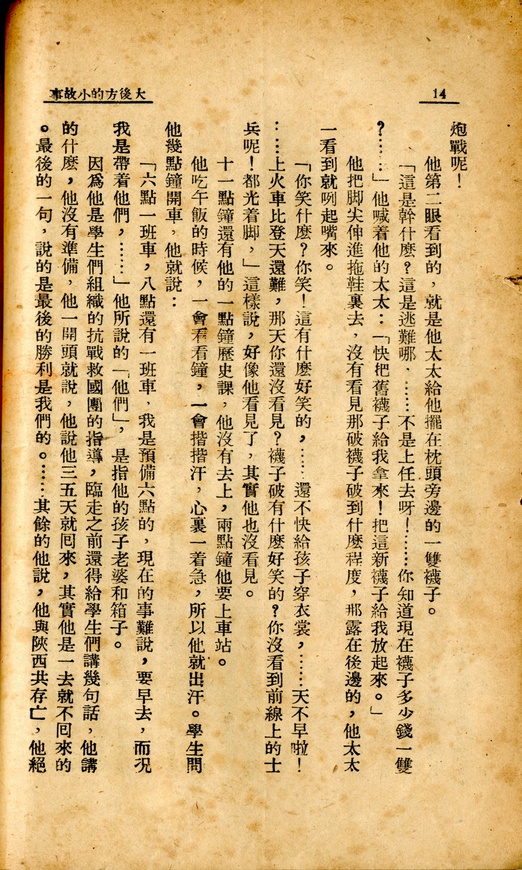 14
大後方的小故事
炮戰呢！
他第二眼看到的，就是他太太給他擺在枕頭旁邊的一雙襪子。
「這是幹什麼？這是逃難哪．……不是上任去呀！……你知道現在襪子多少錢一雙
？……」他喊着他的太太：「快把舊襪子給我拿來！把這新襪子給我放起來。」
他把脚尖伸進拖鞋裏去．沒有看見那破襪子破到什麼程度，那露在後邊的，他太太
一看到就咧起嘴來。
「你笑什麼？你笑！這有什麼好笑的，……還不快給孩子穿衣裳，……天不早啦！
……上火車比登天還難，那天你還沒看見？襪子破有什麼好笑的？你沒看到前線上的士
兵呢！都光着脚，」這樣說，好像他看見了，其實他也沒看見。
十一點鐘還有他的一點鐘歷史課，他沒有去上，兩點鐘他要上車站。
他吃午飯的時候，一會看看鐘，一會揩揩汗，心裏一着急，所以他就出汗。學生問
他幾點鐘開車，他就說：
「六點一班車，八點還有一班車．我是預備六點的，現在的事難說，要早去，而況
我是帶着他們，……」他所說的「他們」，是指他的孩子老婆和箱子。
因爲他是學生們組織的抗戰救國團的指導，臨走之前還得給學生們講幾句話，他講
的什麼，他沒有準備，他一開頭就說，他說他三五天就囘來，其實他是一去就不囘來的
。最後的一句，說的是最後的勝利是我們的。……其餘的他說，他與陝西共存亡，他絕